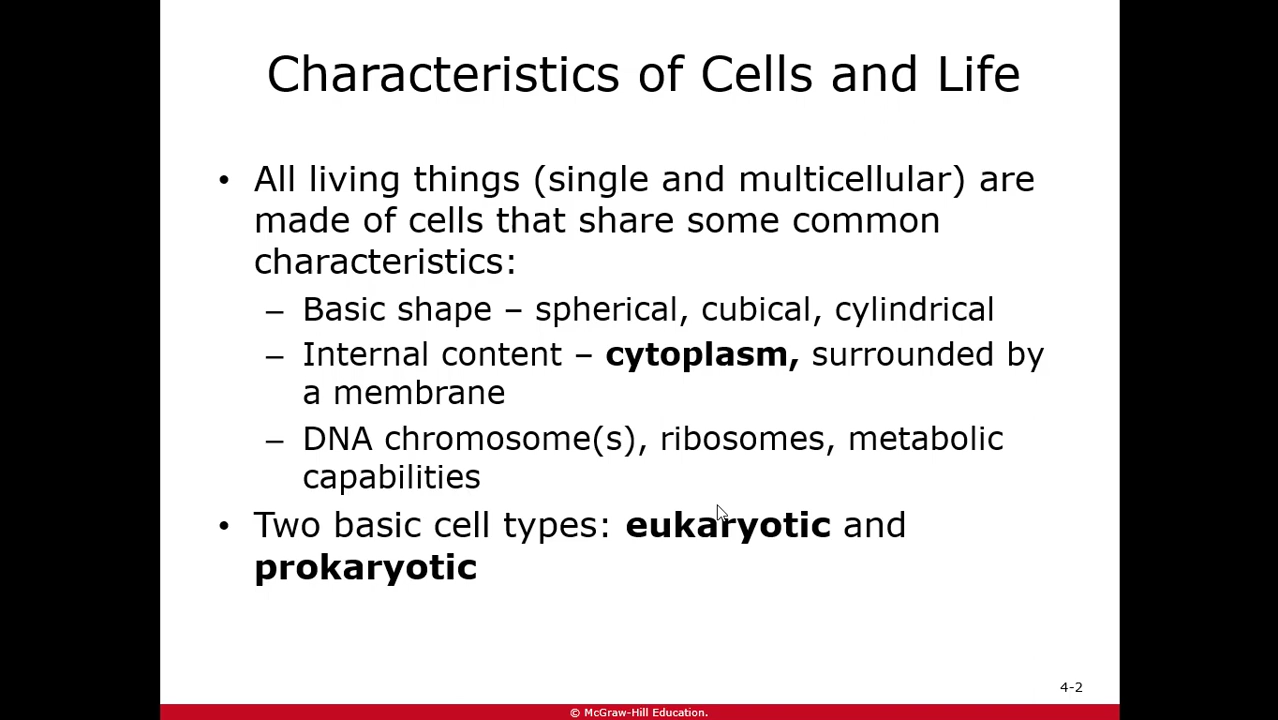 Characteristics of Cells and Life
• All living things (single and multicellular) are
made of cells that share some common
characteristics:
– Basic shape – spherical, cubical, cylindrical
– Internal content – cytoplasm, surrounded by
a membrane
– DNA chromosome(s), ribosomes, metabolic
capabilities
• Two basic cell types: eukaryotic and
prokaryotic
4-2
© McGraw-Hill Education.